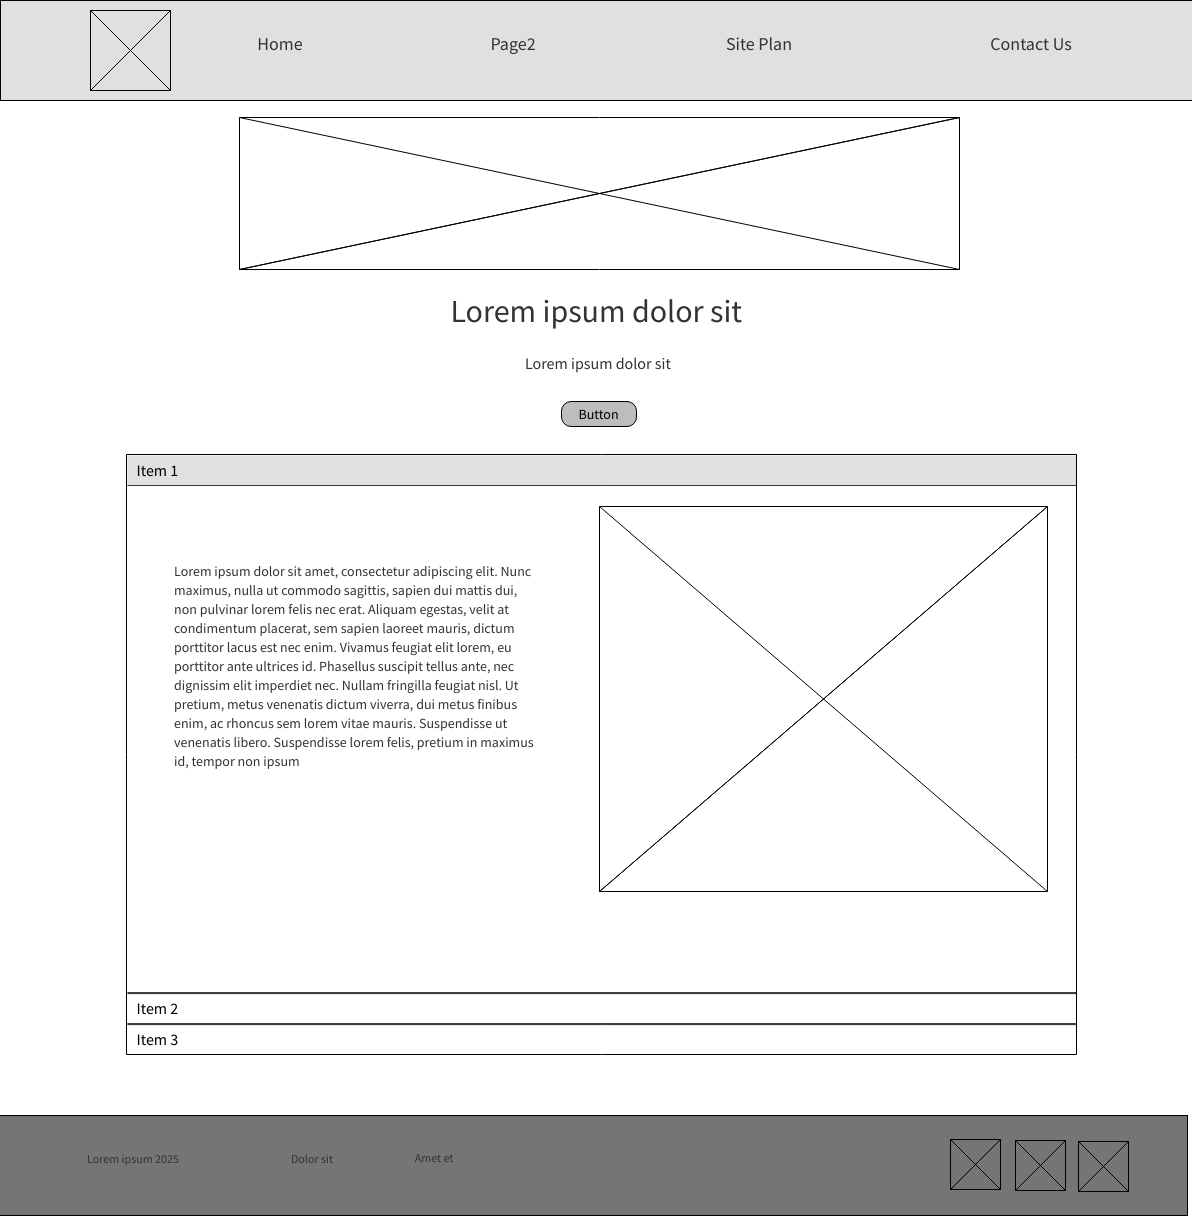 Home Page2 Site Plan Contact Us
Lorem ipsum dolor sit
Lorem ipsum dolor sit
Button
Item 1
Lorem ipsum dolor sit amet, consectetur adipiscing elit. Nunc
maximus, nulla ut commodo sagittis, sapien dui mattis dui,
non pulvinar lorem felis nec erat. Aliquam egestas, velit at
condimentum placerat, sem sapien laoreet mauris, dictum
porttitor lacus est nec enim. Vivamus feugiat elit lorem, eu
porttitor ante ultrices id. Phasellus suscipit tellus ante, nec
dignissim elit imperdiet nec. Nullam fringilla feugiat nisl. Ut
pretium, metus venenatis dictum viverra, dui metus finibus
enim, ac rhoncus sem lorem vitae mauris. Suspendisse ut
venenatis libero. Suspendisse lorem felis, pretium in maximus
id, tempor non ipsum
Item 2
Item 3
Lorem ipsum 2025 Dolor sit Amet et